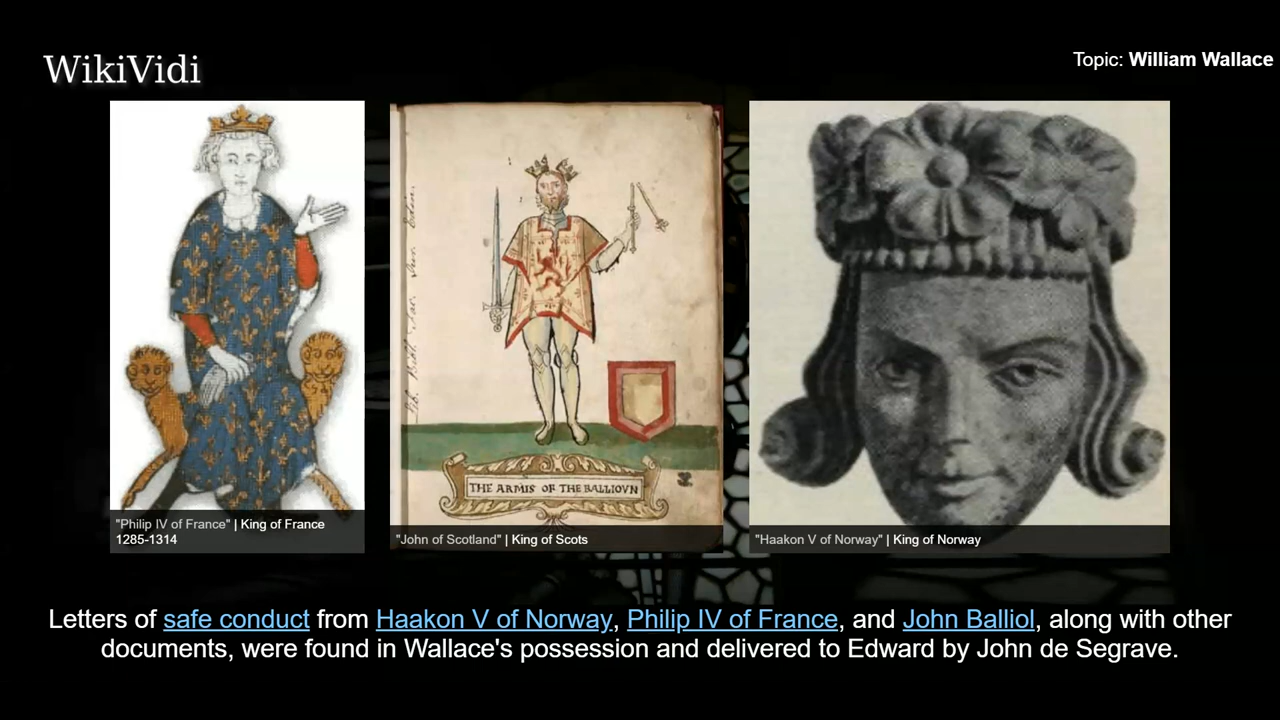 WikiVidi
Topic: William Wallace
THE ARMIS OF THE BALLIOVN
"Philip IV of France" | King of France
1285-1314
"John of Scotland" | King of Scots
"Haakon V of Norway" | King of Norway
Letters of safe conduct from Haakon V of Norway, Philip IV of France, and John Balliol, along with other
documents, were found in Wallace's possession and delivered to Edward by John de Segrave.